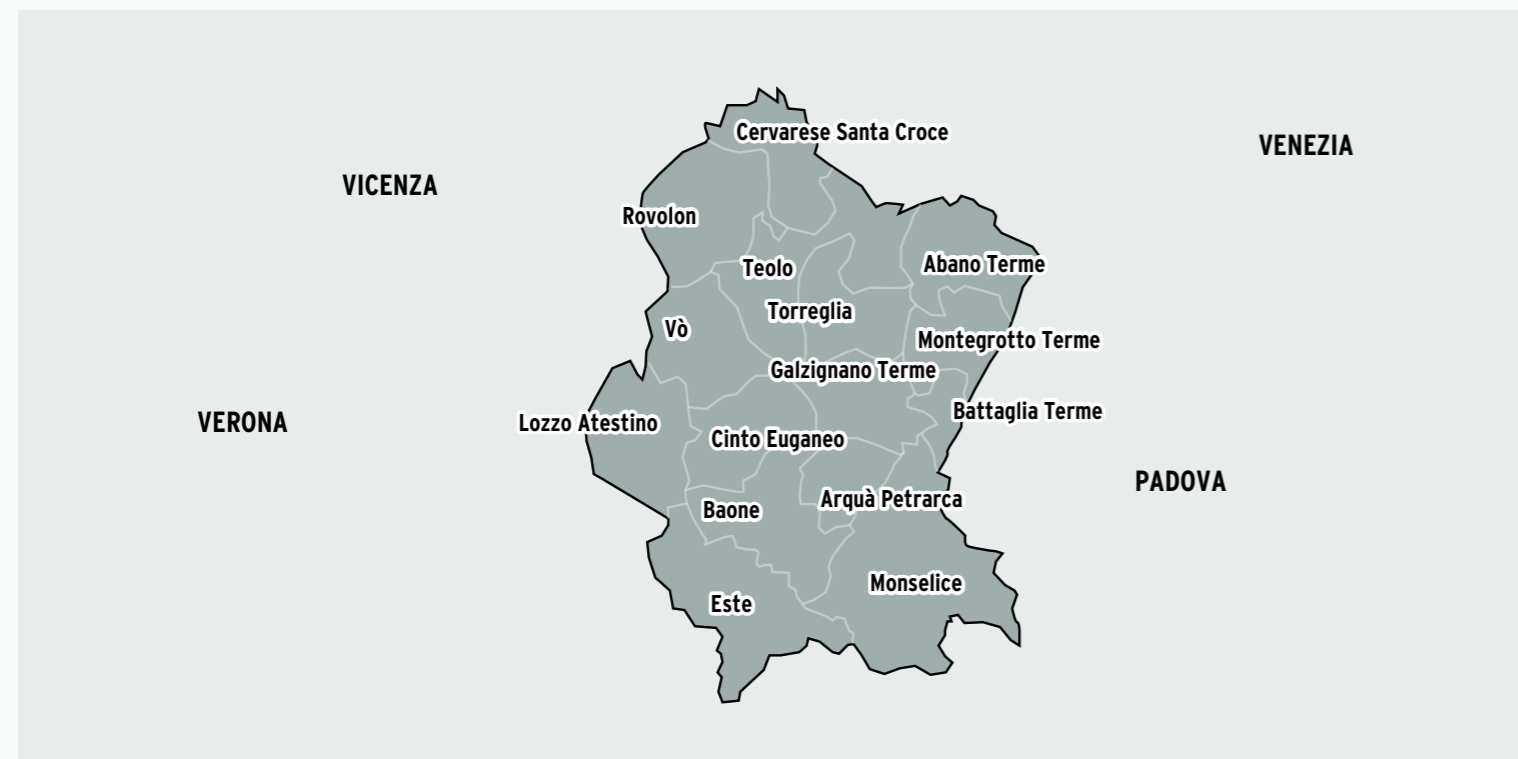 Cervarese Santa Croce
VENEZIA
VICENZA
Rovolon
Teolo
Abano Terme
Torreglia
Vò
Montegrotto Terme
Galzignano Terme
Battaglia Terme
VERONA
Lozzo Atestino
Cinto Euganeo
PADOVA
Arquà Petrarca
Baone
Monselice
Este